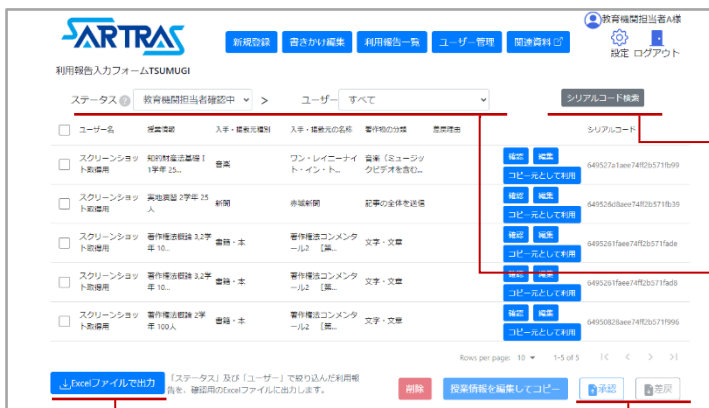 SARTRAS
新規登録 書きかけ編集 利用報告一覧 ユーザー管理 関連資料
教育機関担当者A様
設定 ログアウト
利用報告入力フォームTSUMUGI
ステータス ? 教育機関担当者確認中 > ユーザー すべて シリアルコード検索
ユーザー名 授業情報 入手・掲載元種別 入手・掲載元の名称 著作物の分類 差戻理由 シリアルコード
スクリーンショッ 知的財産法基礎 I 音楽 ワン・レイニーナイ 音楽(ミュージッ 確認 編集 649527a1aee74ff2b571fb99
ト取得用 1学年 25... ト・イン・ト... クビデオを含む... コピー元として利用
スクリーンショッ 実地演習 2学年 25 新聞 赤城新聞 記事の全体を送信 確認 編集 649526d8aee74ff2b571fb39
ト取得用 人 コピー元として利用
スクリーンショッ 著作権法概論 3,2学 書籍・本 著作権法コンメンタ 文字・文章 確認 編集 6495261faee74ff2b571fade
ト取得用 年 10... ール2 [第... コピー元として利用
スクリーンショッ 著作権法概論 3,2学 書籍・本 著作権法コンメンタ 文字・文章 確認 編集 6495261faee74ff2b571fad8
ト取得用 年 10... ール2 [第... コピー元として利用
スクリーンショッ 著作権法概論 2学 書籍・本 著作権法コンメンタ 文字・文章 確認 編集 64950828aee74ff2b571f996
ト取得用 年 100人 ール2 [第... コピー元として利用
Rows per page: 10 1-5 of 5
Excelファイルで出力 「ステータス」及び「ユーザー」で絞り込んだ利用報
告を、確認用のExcelファイルに出力します。
削除 授業情報を編集してコピー 承認 差戻